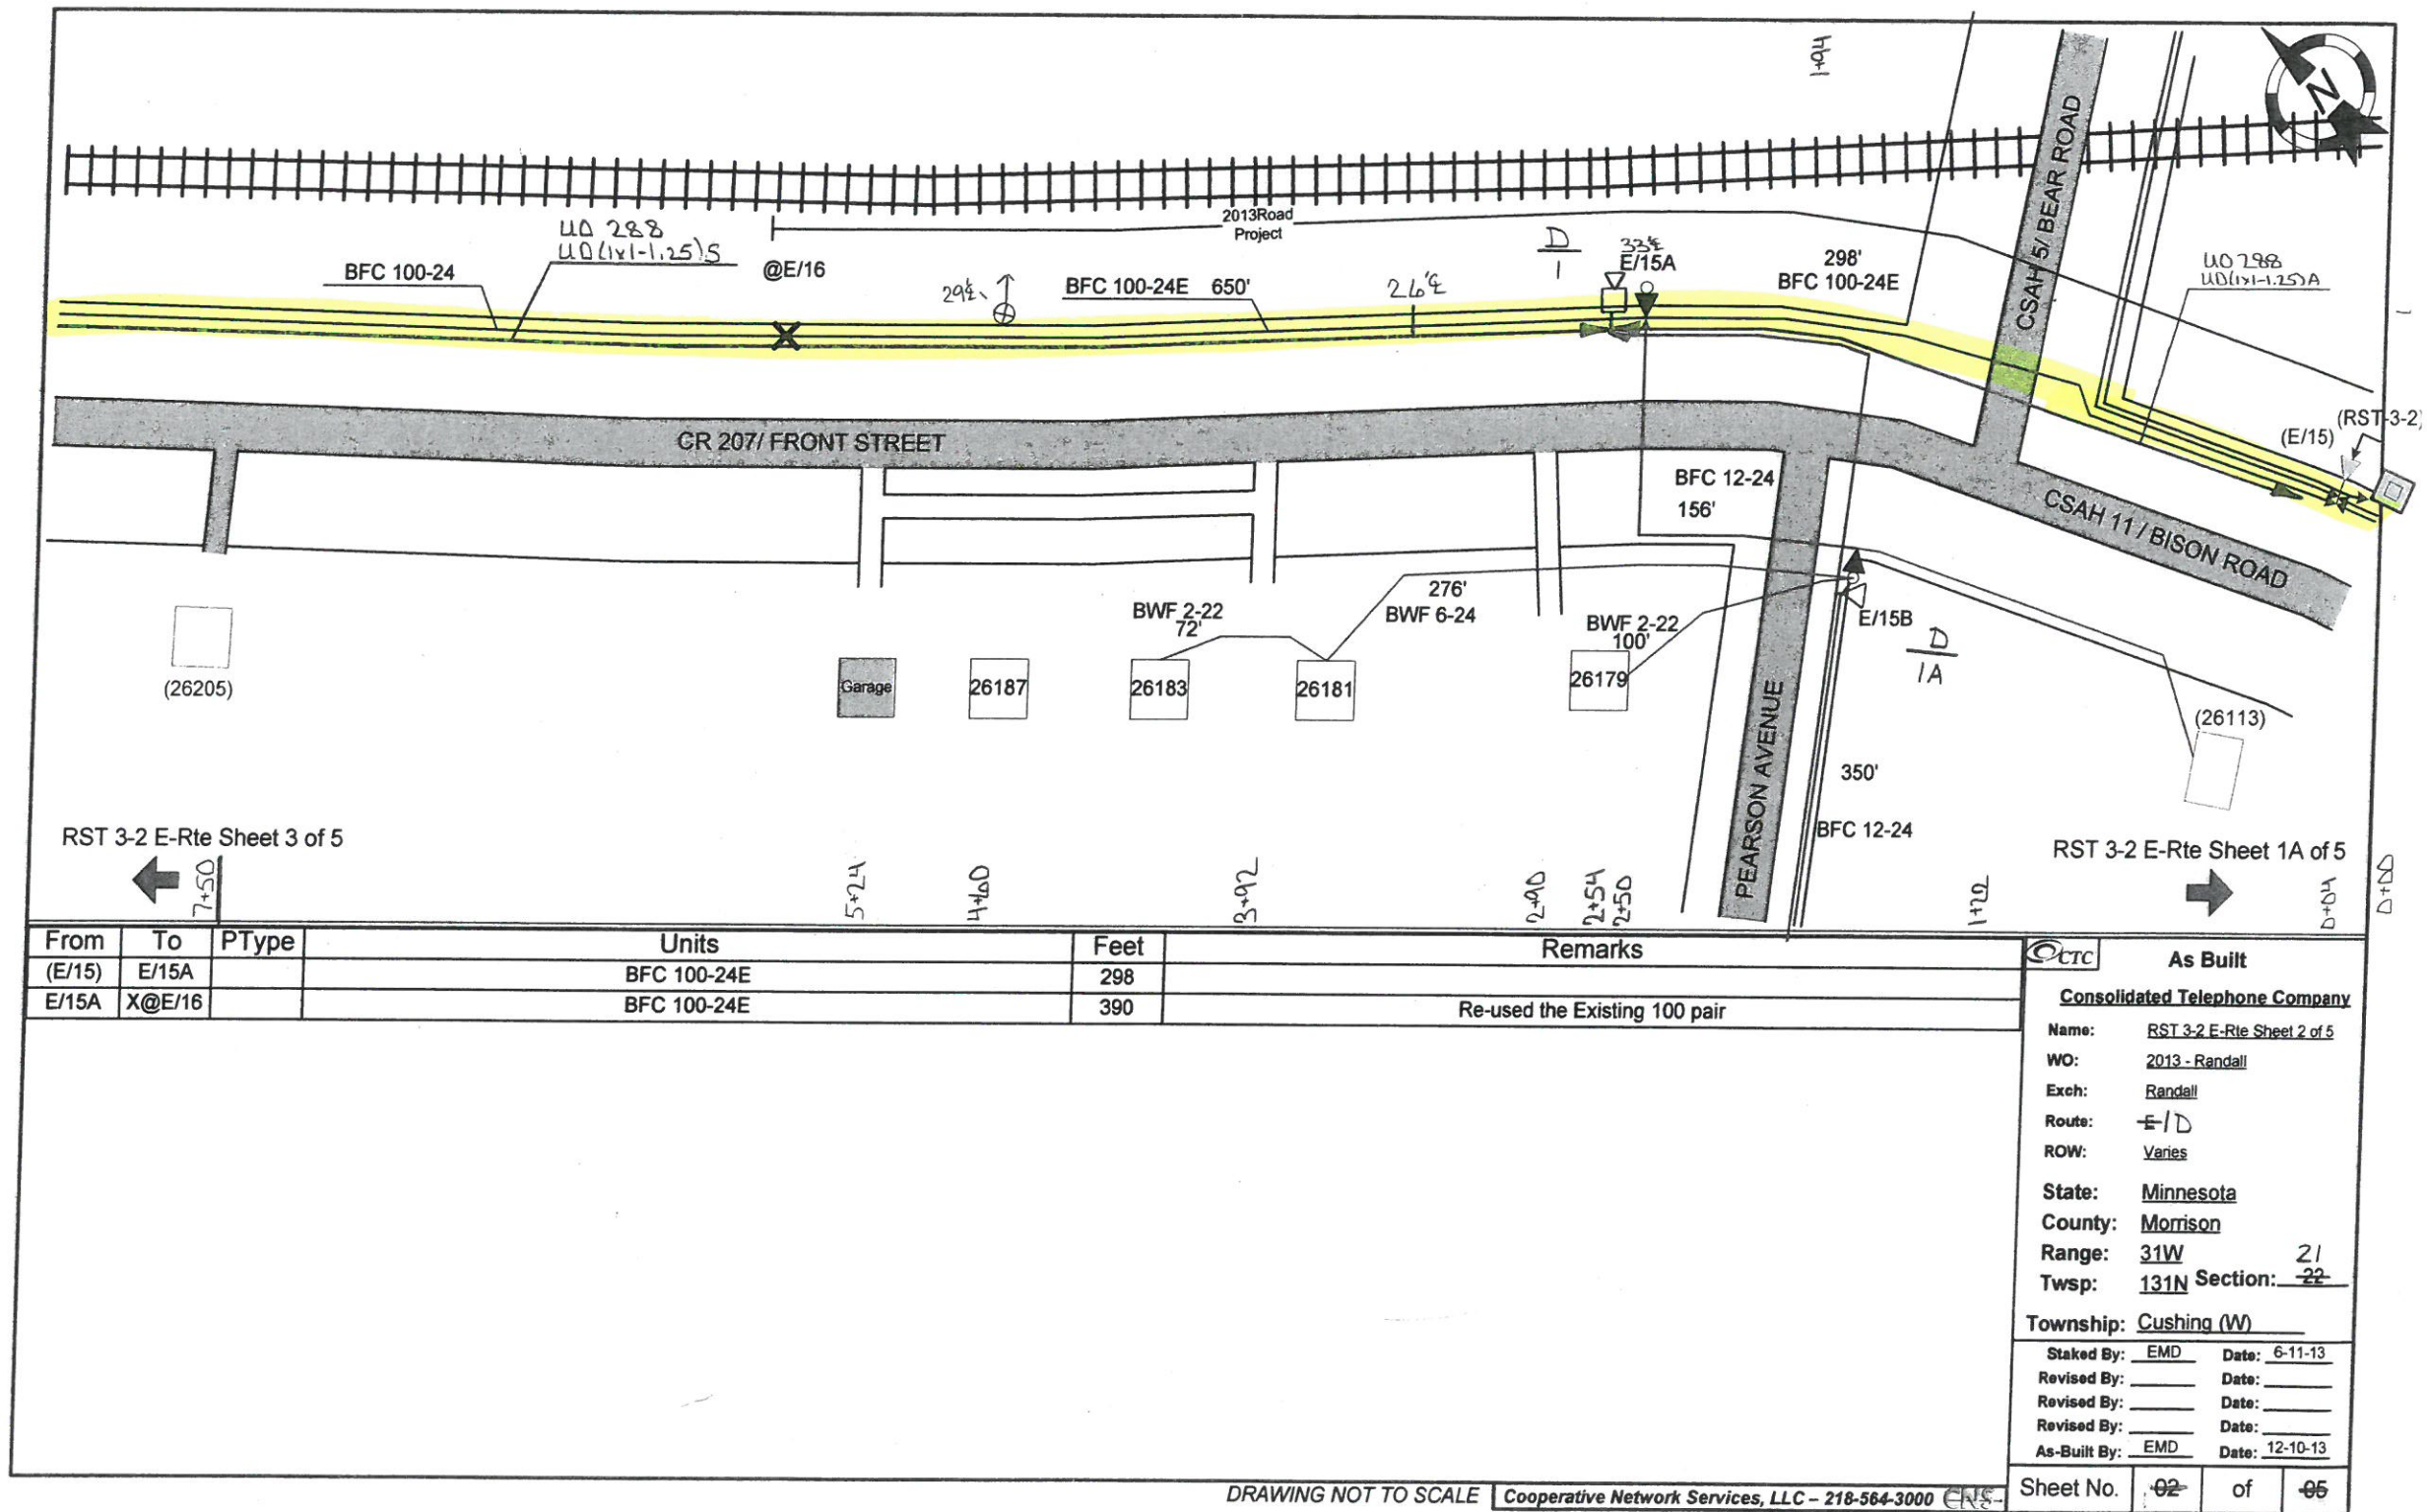 1+94
N
CSAH 5/ BEAR ROAD
2013Road
Project
UD 288
UD(1x1-1.25)S
BFC 100-24
@E/16
29℄
BFC 100-24E 650'
26'℄
D
1
33'℄
E/15A
298'
BFC 100-24E
UD 288
UD(1x1-1.25)A
(RST-3-2)
(E/15)
CR 207/ FRONT STREET
BFC 12-24
156'
CSAH 11 / BISON ROAD
276'
BWF 6-24
BWF 2-22
72'
BWF 2-22
100'
E/15B
D
1A
(26205)
Garage
26187
26183
26181
26179
(26113)
PEARSON AVENUE
350'
BFC 12-24
RST 3-2 E-Rte Sheet 3 of 5
RST 3-2 E-Rte Sheet 1A of 5
7+50
5+24
4+60
3+92
2+90
2+54
2+50
1+22
0+04
0+00
From To PType Units Feet Remarks
(E/15) E/15A BFC 100-24E 298
E/15A X@E/16 BFC 100-24E 390 Re-used the Existing 100 pair
CTC As Built
Consolidated Telephone Company
Name: RST 3-2 E-Rte Sheet 2 of 5
WO: 2013 - Randall
Exch: Randall
Route: E/D
ROW: Varies
State: Minnesota
County: Morrison
Range: 31W 21
Twsp: 131N Section: 22
Township: Cushing (W)
Staked By: EMD Date: 6-11-13
Revised By: Date:
Revised By: Date:
Revised By: Date:
As-Built By: EMD Date: 12-10-13
Sheet No. 02 of 05
DRAWING NOT TO SCALE Cooperative Network Services, LLC – 218-564-3000 CNS